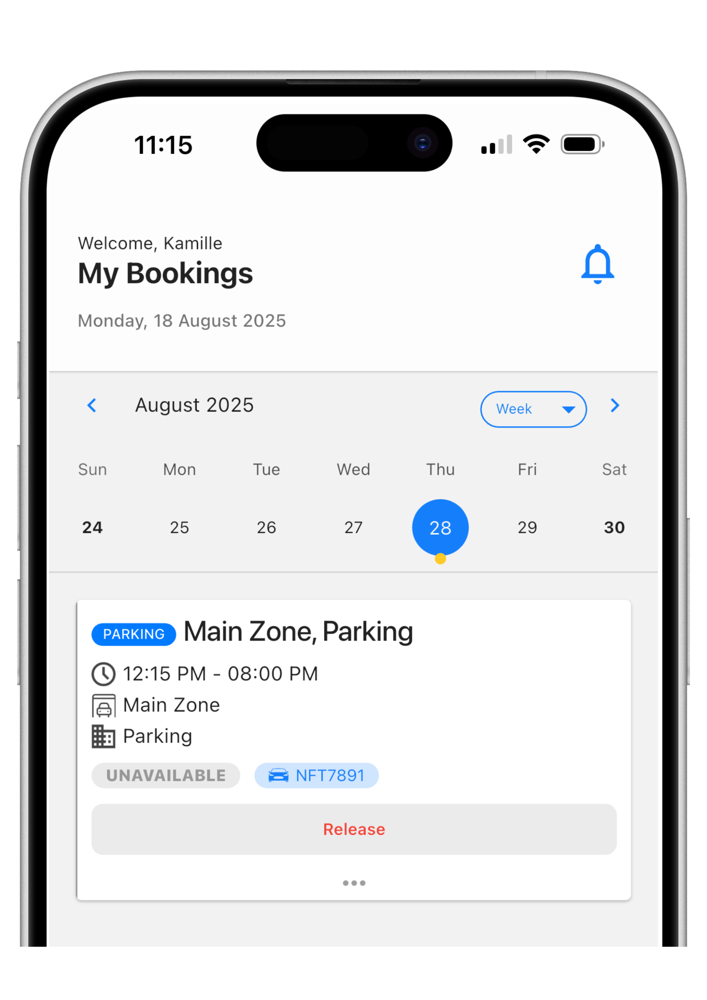 11:15
Welcome, Kamille
My Bookings
Monday, 18 August 2025
August 2025
Week
Sun Mon Tue Wed Thu Fri Sat
24 25 26 27 28 29 30
PARKING Main Zone, Parking
12:15 PM - 08:00 PM
Main Zone
Parking
UNAVAILABLE NFT7891
Release